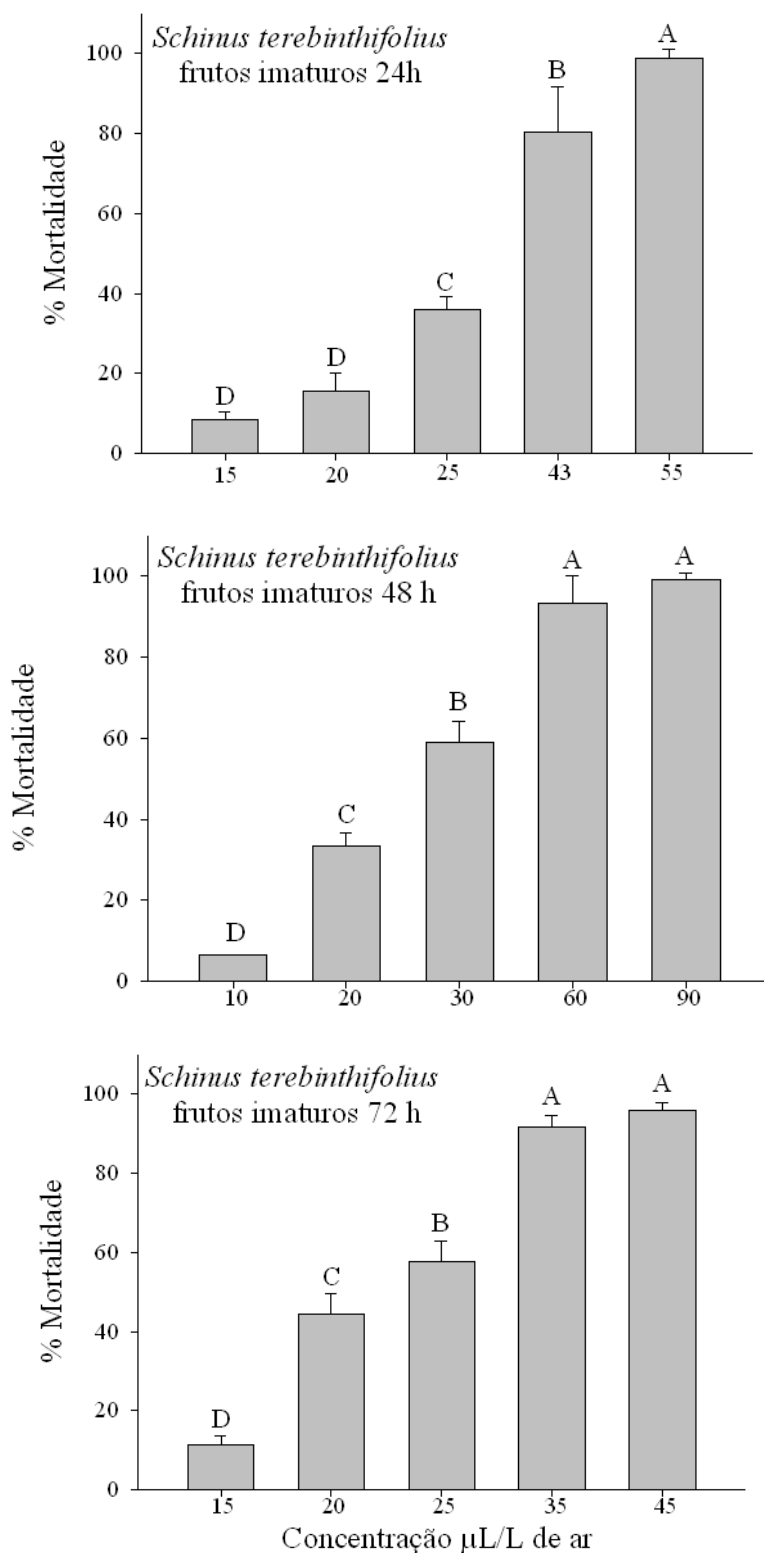 Schinus terebinthifolius
frutos imaturos 24h
% Mortalidade
100
80
60
40
20
0
D
D
C
B
A
15
20
25
43
55
Schinus terebinthifolius
frutos imaturos 48 h
% Mortalidade
100
80
60
40
20
0
D
C
B
A
A
10
20
30
60
90
Schinus terebinthifolius
frutos imaturos 72 h
% Mortalidade
100
80
60
40
20
0
D
C
B
A
A
15
20
25
35
45
Concentração µL/L de ar